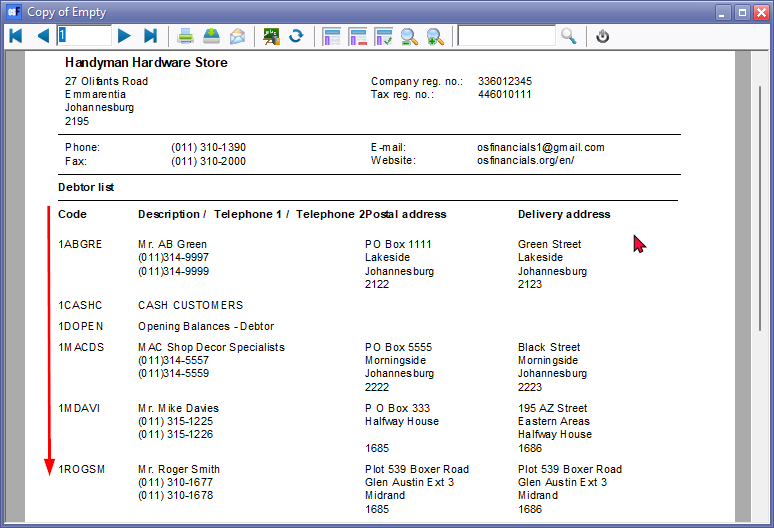 Copy of Empty
1
Handyman Hardware Store
27 Olifants Road
Emmarentia
Johannesburg
2195
Company reg. no.: 336012345
Tax reg. no.: 446010111
Phone: (011) 310-1390
Fax: (011) 310-2000
E-mail: osfinancials1@gmail.com
Website: osfinancials.org/en/
Debtor list
Code Description / Telephone 1 / Telephone 2 Postal address Delivery address
1ABGRE Mr. AB Green PO Box 1111 Green Street
(011)314-9997 Lakeside Lakeside
(011)314-9999 Johannesburg Johannesburg
2122 2123
1CASHC CASH CUSTOMERS
1DOPEN Opening Balances - Debtor
1MACDS MAC Shop Decor Specialists PO Box 5555 Black Street
(011)314-5557 Morningside Morningside
(011)314-5559 Johannesburg Johannesburg
2222 2223
1MDAVI Mr. Mike Davies P O Box 333 195 AZ Street
(011) 315-1225 Halfway House Eastern Areas
(011) 315-1226 Halfway House
1685 1686
1ROGSM Mr. Roger Smith Plot 539 Boxer Road Plot 539 Boxer Road
(011) 310-1677 Glen Austin Ext 3 Glen Austin Ext 3
(011) 310-1678 Midrand Midrand
1685 1686